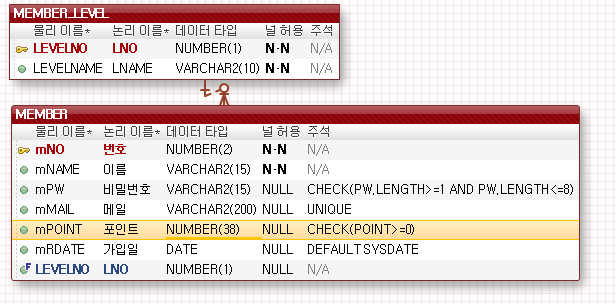 MEMBER_LEVEL
물리 이름* 논리 이름* 데이터 타입 널 허용 주석
LEVELNO LNO NUMBER(1) N·N N/A
LEVELNAME LNAME VARCHAR2(10) N·N N/A
MEMBER
물리 이름* 논리 이름* 데이터 타입 널 허용 주석
mNO 번호 NUMBER(2) N·N N/A
mNAME 이름 VARCHAR2(15) N·N N/A
mPW 비밀번호 VARCHAR2(15) NULL CHECK(PW,LENGTH>=1 AND PW,LENGTH<=8)
mMAIL 메일 VARCHAR2(200) NULL UNIQUE
mPOINT 포인트 NUMBER(38) NULL CHECK(POINT>=0)
mRDATE 가입일 DATE NULL DEFAULT SYSDATE
LEVELNO LNO NUMBER(1) NULL N/A